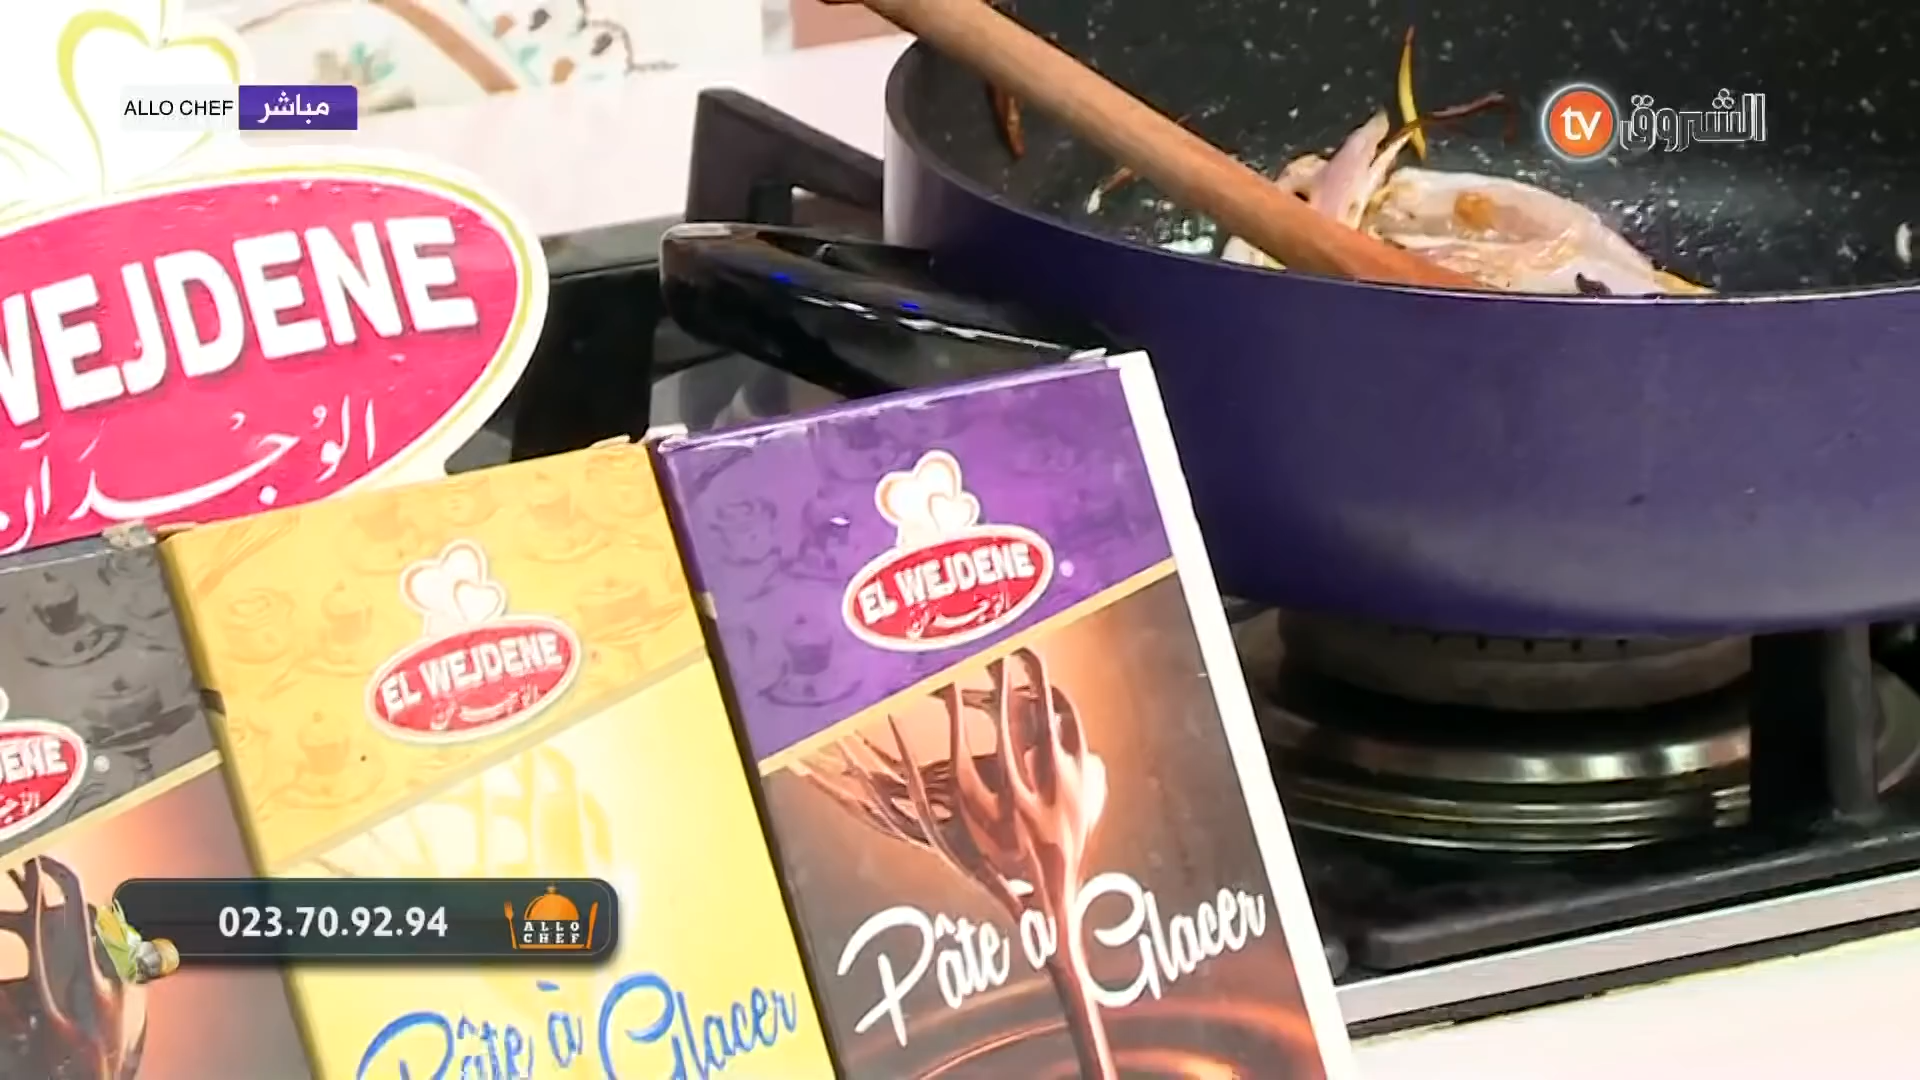 ALLO CHEF مباشر
tv الشروق
WEJDENE
الوجدان
EL WEJDENE
EL WEJDENE
Pâte à Glacer
Pâte à Glacer
023.70.92.94
ALLO
CHEF